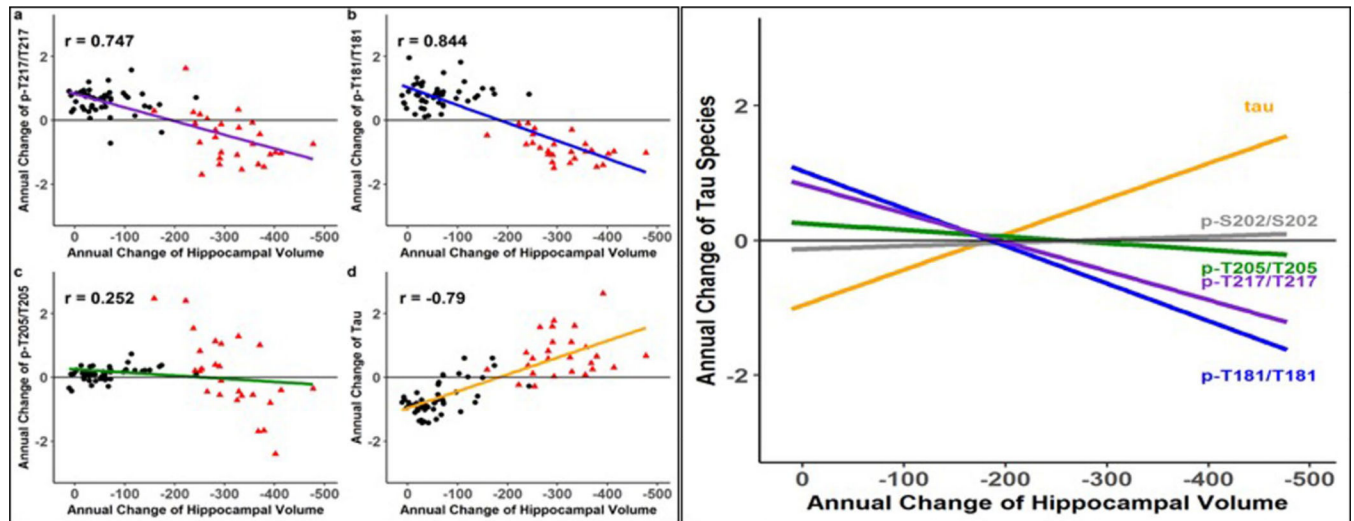 a
r = 0.747
Annual Change of p-T217/T217
2
0
-2
0 -100 -200 -300 -400 -500
b
r = 0.844
Annual Change of p-T181/T181
2
0
-2
0 -100 -200 -300 -400 -500
Annual Change of Hippocampal Volume
c
r = 0.252
Annual Change of p-T205/T205
2
0
-2
0 -100 -200 -300 -400 -500
Annual Change of Hippocampal Volume
d
r = -0.79
Annual Change of Tau
2
0
-2
0 -100 -200 -300 -400 -500
Annual Change of Hippocampal Volume
Annual Change of Tau Species
2
0
-2
tau
p-S202/S202
p-T205/T205
p-T217/T217
p-T181/T181
0 -100 -200 -300 -400 -500
Annual Change of Hippocampal Volume